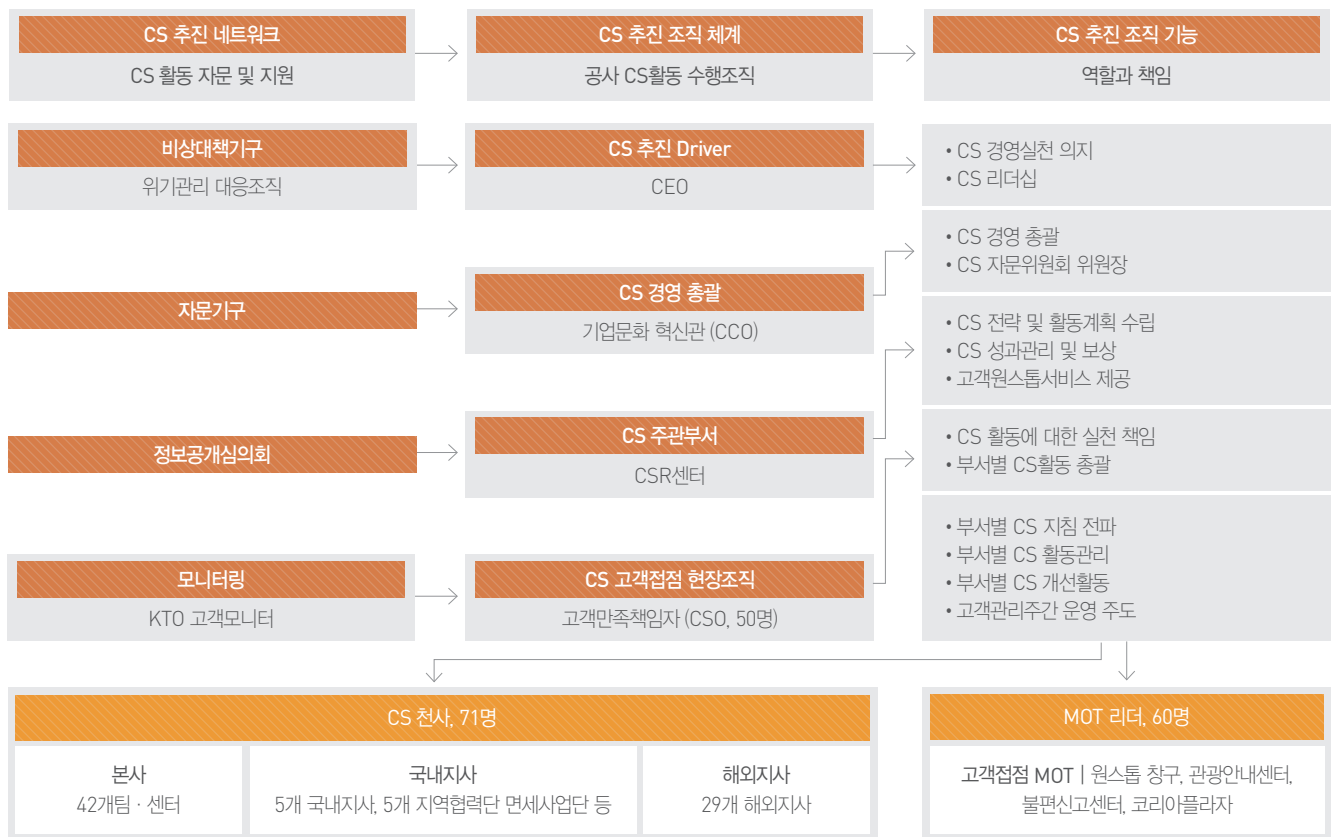 CS 추진 네트워크
CS 활동 자문 및 지원
CS 추진 조직 체계
공사 CS활동 수행조직
CS 추진 조직 기능
역할과 책임
비상대책기구
위기관리 대응조직
CS 추진 Driver
CEO
• CS 경영실천 의지
• CS 리더십
자문기구
CS 경영 총괄
기업문화 혁신관 (CCO)
• CS 경영 총괄
• CS 자문위원회 위원장
정보공개심의회
CS 주관부서
CSR센터
• CS 전략 및 활동계획 수립
• CS 성과관리 및 보상
• 고객원스톱서비스 제공
모니터링
KTO 고객모니터
CS 고객접점 현장조직
고객만족책임자 (CSO, 50명)
• CS 활동에 대한 실천 책임
• 부서별 CS활동 총괄
• 부서별 CS 지침 전파
• 부서별 CS 활동관리
• 부서별 CS 개선활동
• 고객관리주간 운영 주도
CS 천사, 71명
본사
42개팀 · 센터
국내지사
5개 국내지사, 5개 지역협력단 면세사업단 등
해외지사
29개 해외지사
MOT 리더, 60명
고객접점 MOT | 원스톱 창구, 관광안내센터,
불편신고센터, 코리아플라자